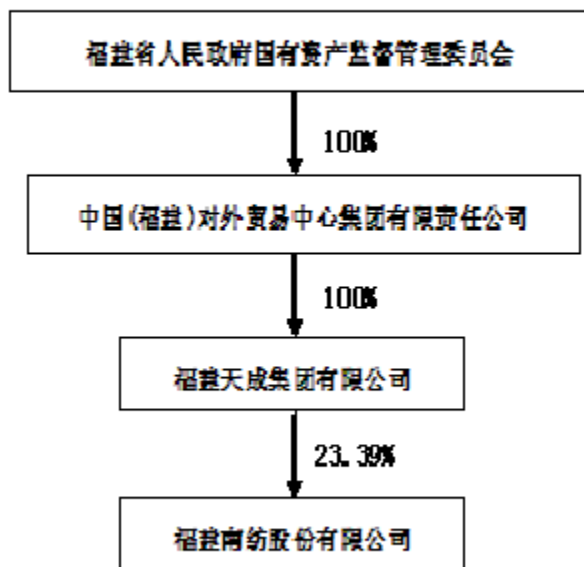 福建省人民政府国有资产监督管理委员会
100%
中国(福建)对外贸易中心集团有限责任公司
100%
福建天成集团有限公司
23.39%
福建南纺股份有限公司